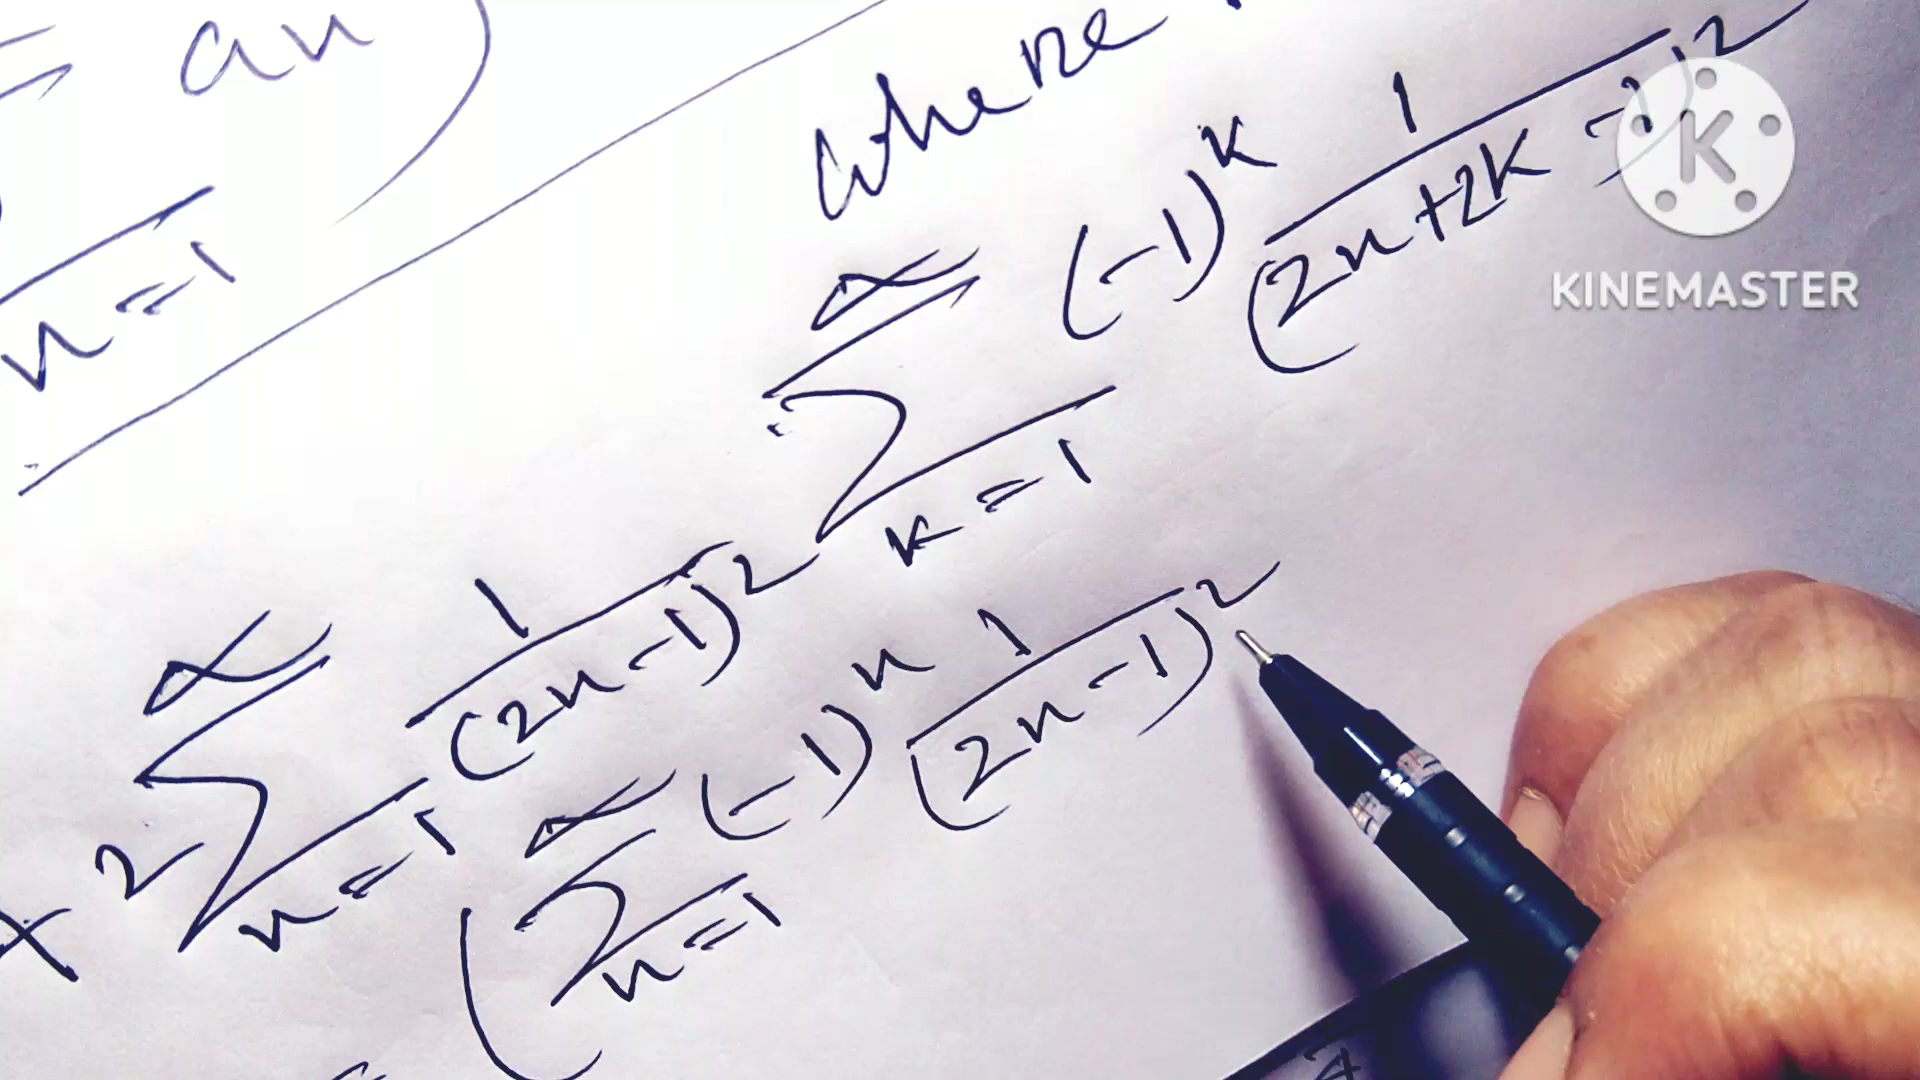 = an)
n=1
where
+ 2 ∑_{n=1}^{∝} 1/(2n-1)^2 ∑_{k=1}^{∝} (-1)^k 1/(2n+2k-1)^2
(∑_{n=1}^{∝} (-1)^n 1/(2n-1)^2
KINEMASTER